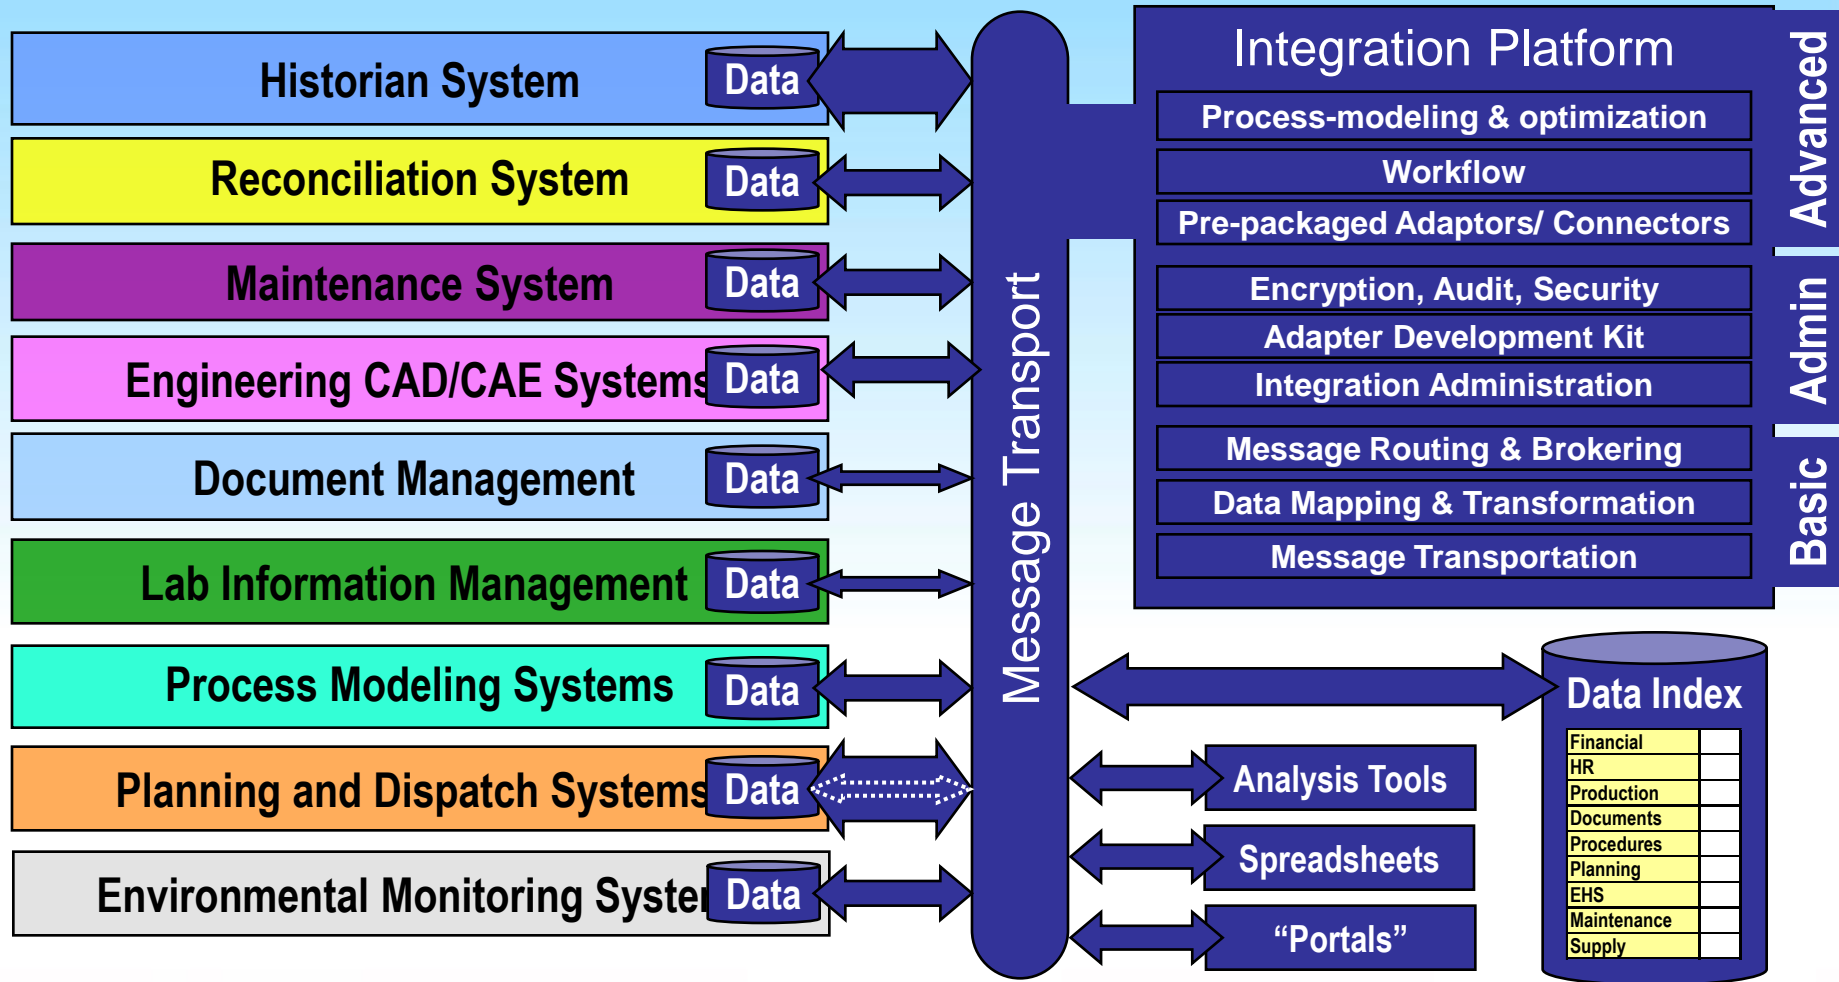 Historian System
Data
Reconciliation System
Data
Maintenance System
Data
Engineering CAD/CAE Systems
Data
Document Management
Data
Lab Information Management
Data
Process Modeling Systems
Data
Planning and Dispatch Systems
Data
Environmental Monitoring System
Data
Message Transport
Integration Platform
Process-modeling & optimization
Workflow
Pre-packaged Adaptors/ Connectors
Advanced
Encryption, Audit, Security
Adapter Development Kit
Integration Administration
Admin
Message Routing & Brokering
Data Mapping & Transformation
Message Transportation
Basic
Analysis Tools
Spreadsheets
“Portals”
Data Index
Financial
HR
Production
Documents
Procedures
Planning
EHS
Maintenance
Supply